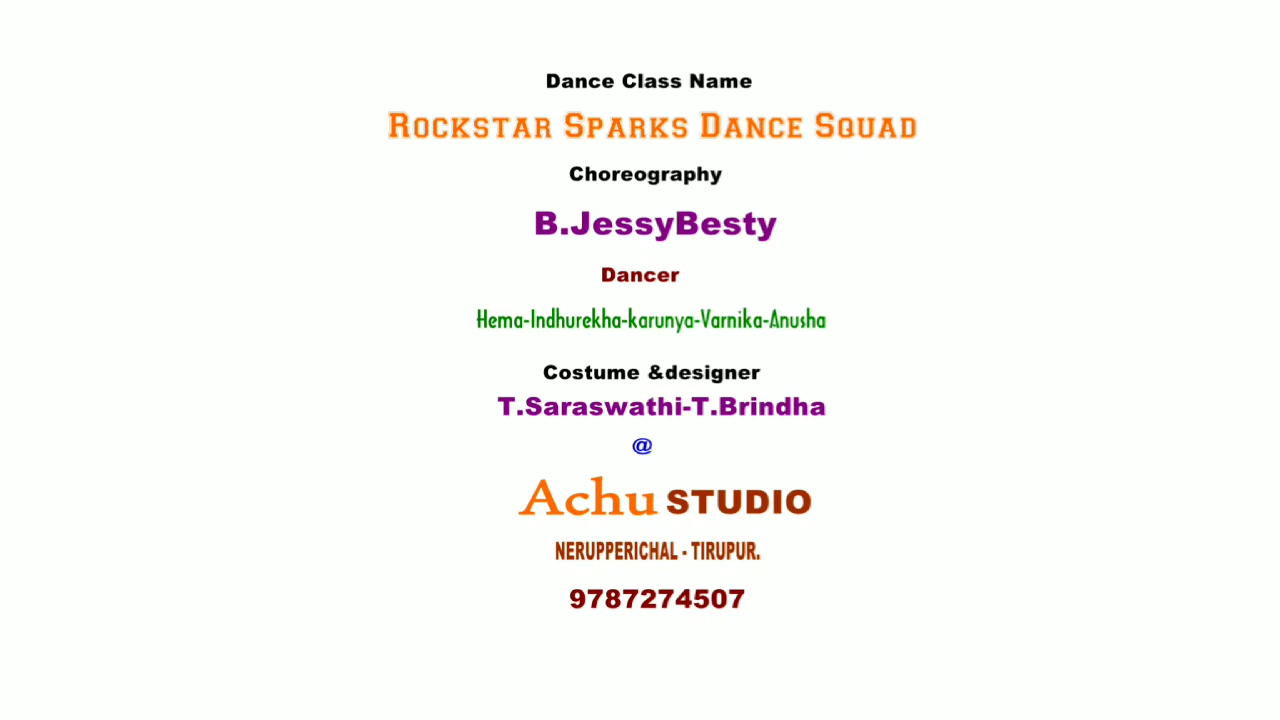 Dance Class Name
Rockstar Sparks Dance Squad
Choreography
B.JessyBesty
Dancer
Hema-Indhurekha-karunya-Varnika-Anusha
Costume &designer
T.Saraswathi-T.Brindha
@
Achu STUDIO
NERUPPERICHAL - TIRUPUR.
9787274507